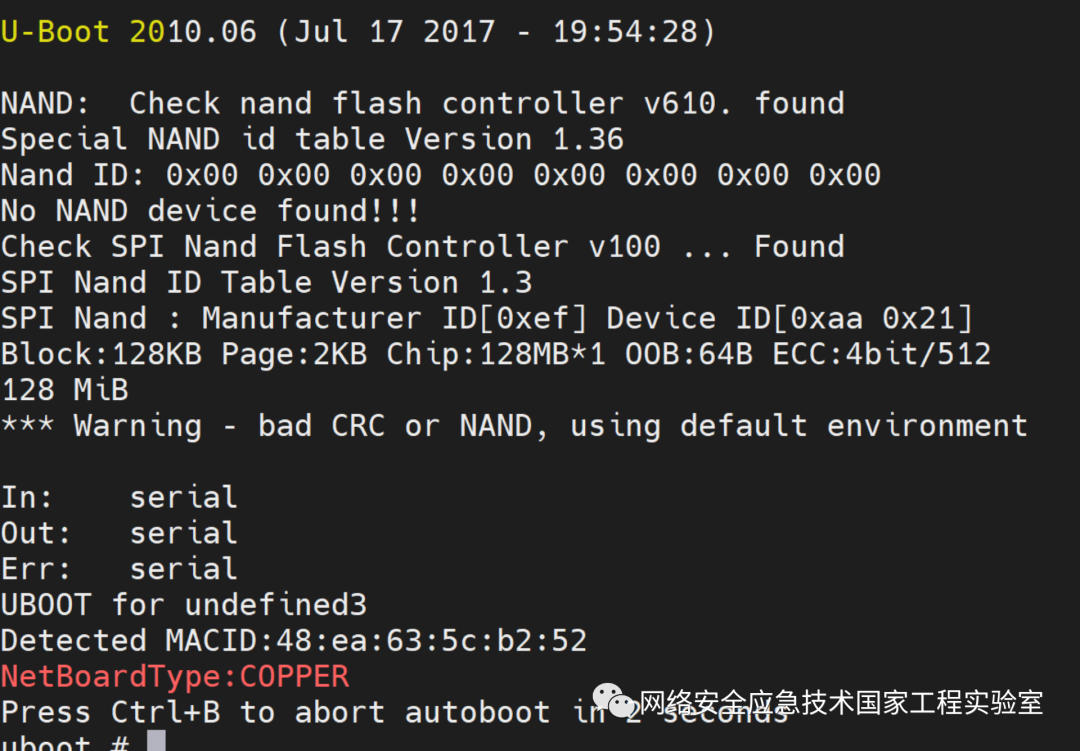 U-Boot 2010.06 (Jul 17 2017 - 19:54:28)
NAND:  Check nand flash controller v610. found
Special NAND id table Version 1.36
Nand ID: 0x00 0x00 0x00 0x00 0x00 0x00 0x00 0x00
No NAND device found!!!
Check SPI Nand Flash Controller v100 ... Found
SPI Nand ID Table Version 1.3
SPI Nand : Manufacturer ID[0xef] Device ID[0xaa 0x21]
Block:128KB Page:2KB Chip:128MB*1 OOB:64B ECC:4bit/512
128 MiB
*** Warning - bad CRC or NAND, using default environment
In:    serial
Out:   serial
Err:   serial
UBOOT for undefined3
Detected MACID:48:ea:63:5c:b2:52
NetBoardType:COPPER
Press Ctrl+B to abort autoboot in 2 seconds
网络安全应急技术国家工程实验室
uboot #